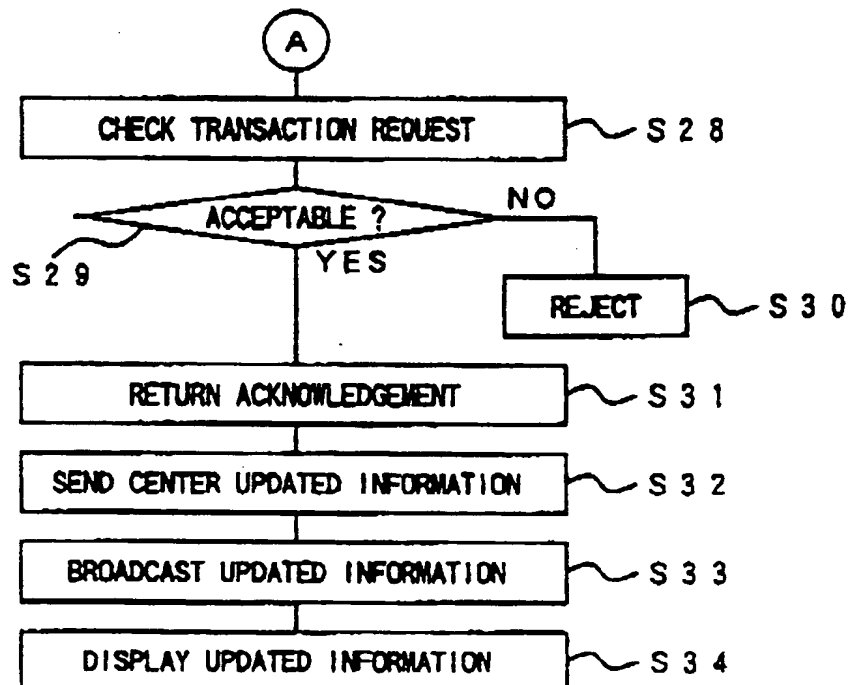 A
CHECK TRANSACTION REQUEST
S28
ACCEPTABLE ?
NO
S29
YES
REJECT
S30
RETURN ACKNOWLEDGEMENT
S31
SEND CENTER UPDATED INFORMATION
S32
BROADCAST UPDATED INFORMATION
S33
DISPLAY UPDATED INFORMATION
S34